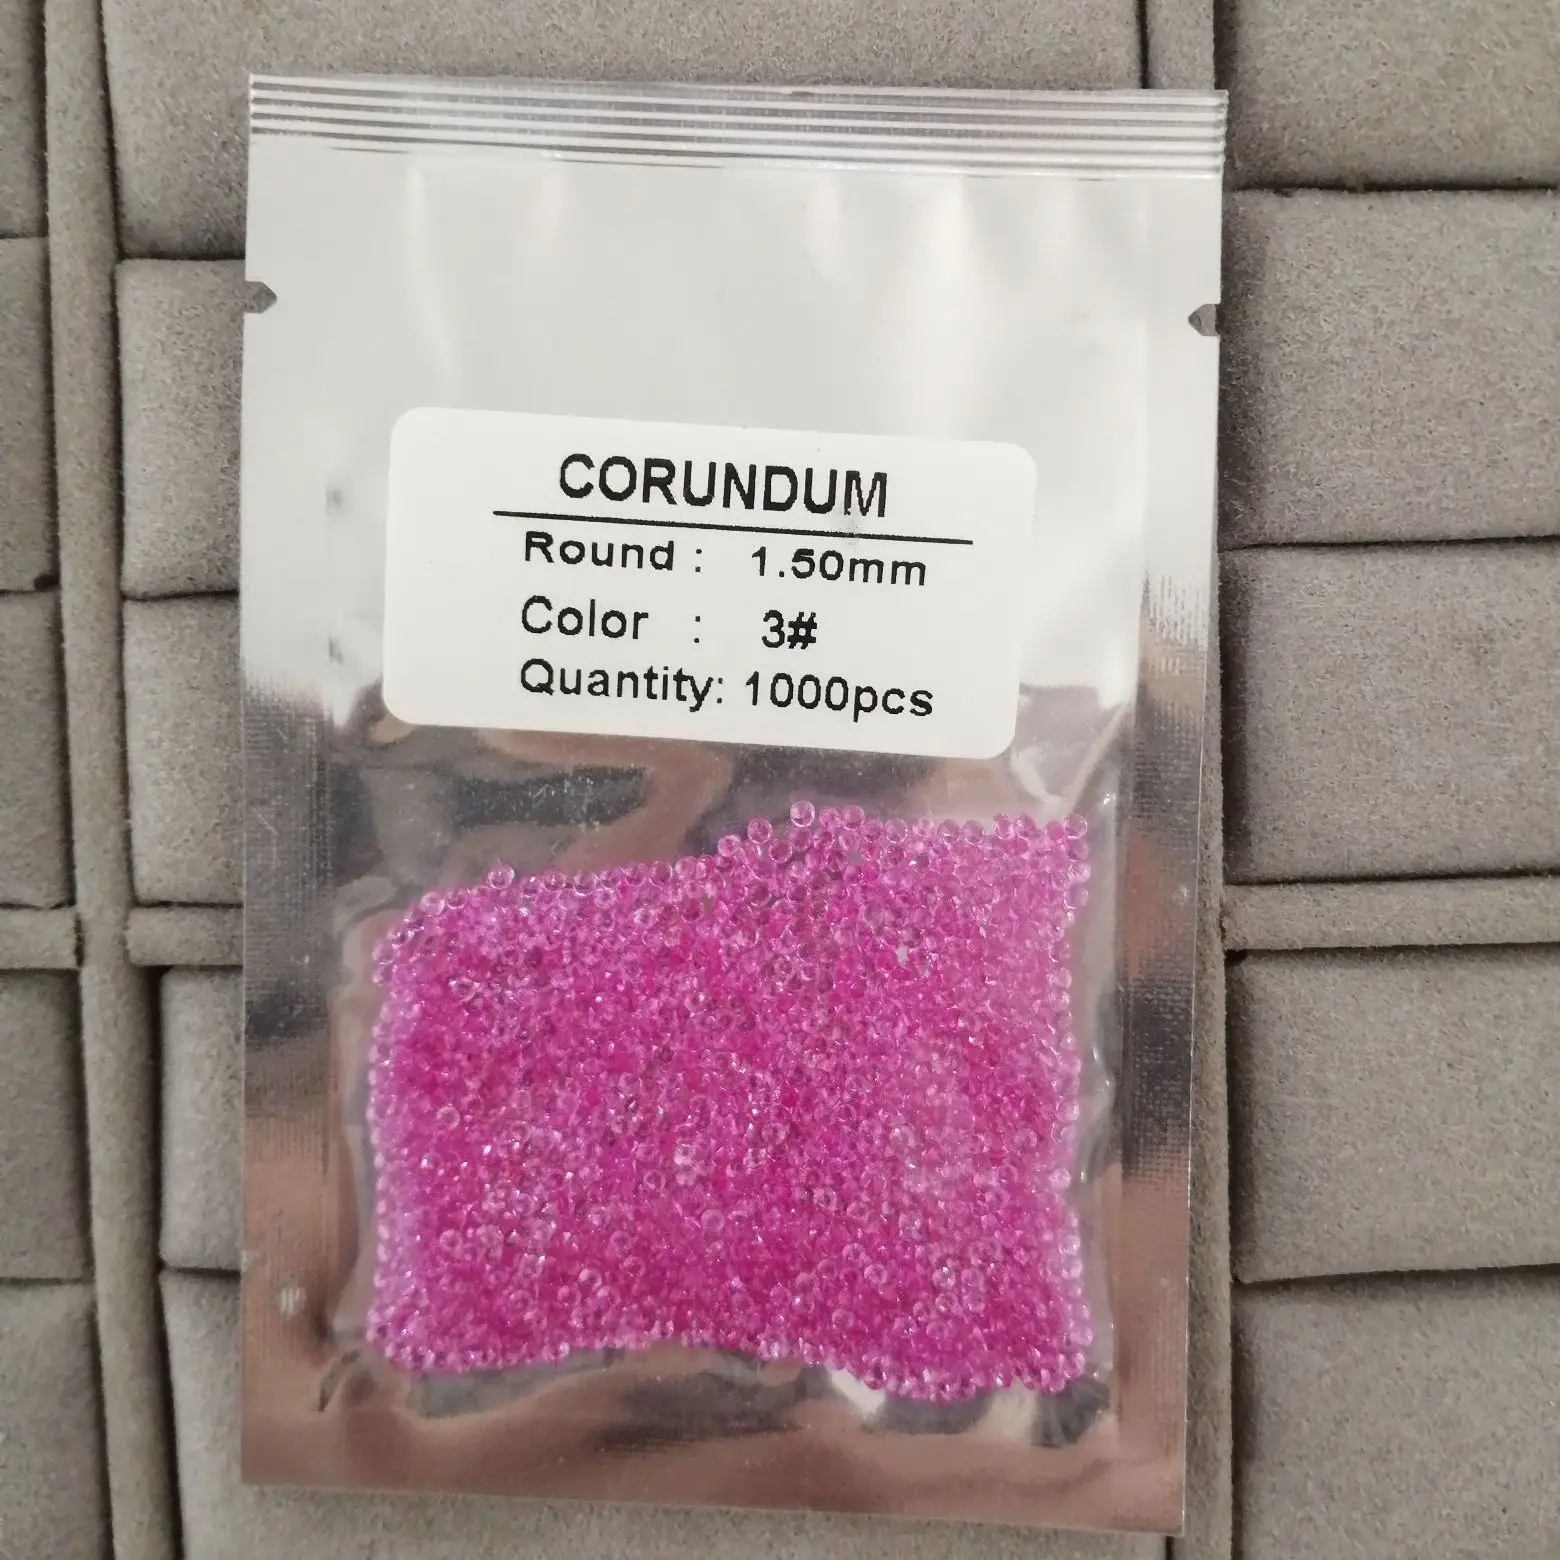 CORUNDUM
Round : 1.50mm
Color : 3#
Quantity: 1000pcs